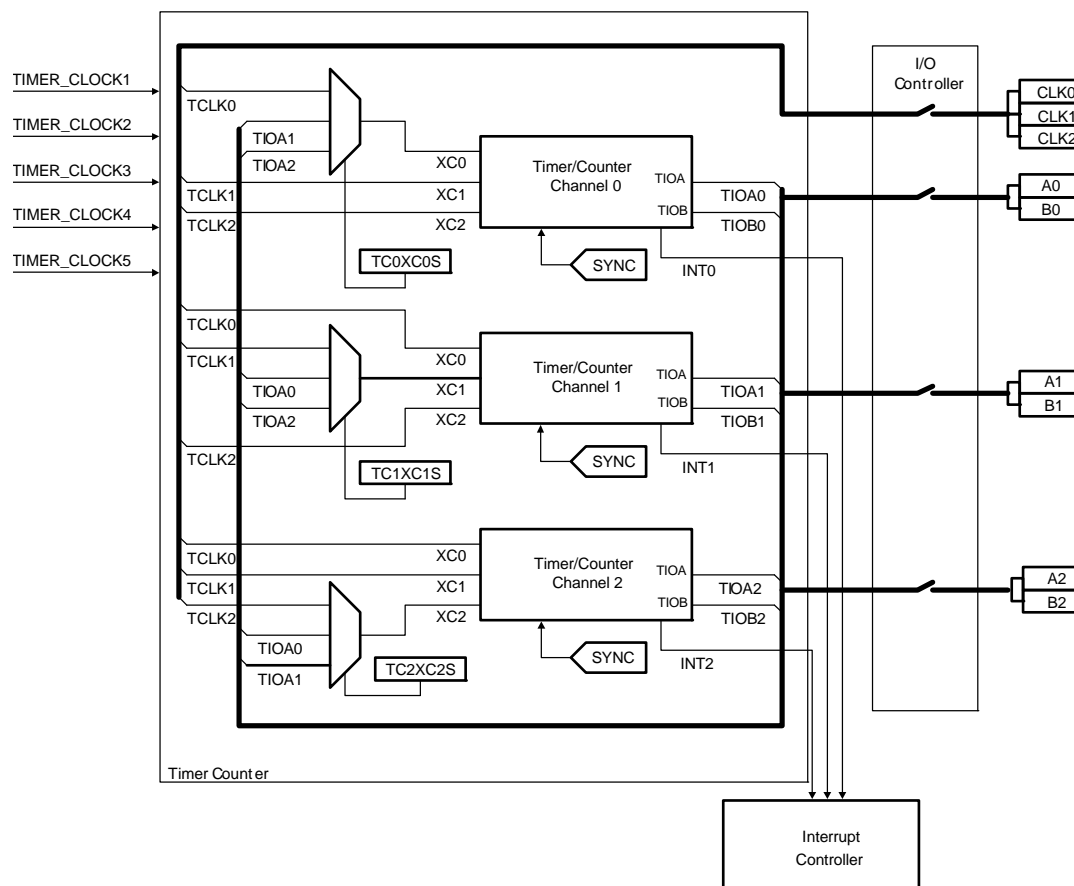 TIMER_CLOCK1
TIMER_CLOCK2
TIMER_CLOCK3
TIMER_CLOCK4
TIMER_CLOCK5
TCLK0
TIOA1
TIOA2
TCLK1
TCLK2
XC0
XC1
XC2
Timer/Counter
Channel 0
TIOA
TIOB
TIOA0
TIOB0
TC0XC0S
SYNC
INT0
TCLK0
TCLK1
TIOA0
TIOA2
TCLK2
XC0
XC1
XC2
Timer/Counter
Channel 1
TIOA
TIOB
TIOA1
TIOB1
TC1XC1S
SYNC
INT1
TCLK0
TCLK1
TCLK2
TIOA0
TIOA1
XC0
XC1
XC2
Timer/Counter
Channel 2
TIOA
TIOB
TIOA2
TIOB2
TC2XC2S
SYNC
INT2
Timer Counter
I/O
Controller
CLK0
CLK1
CLK2
A0
B0
A1
B1
A2
B2
Interrupt
Controller